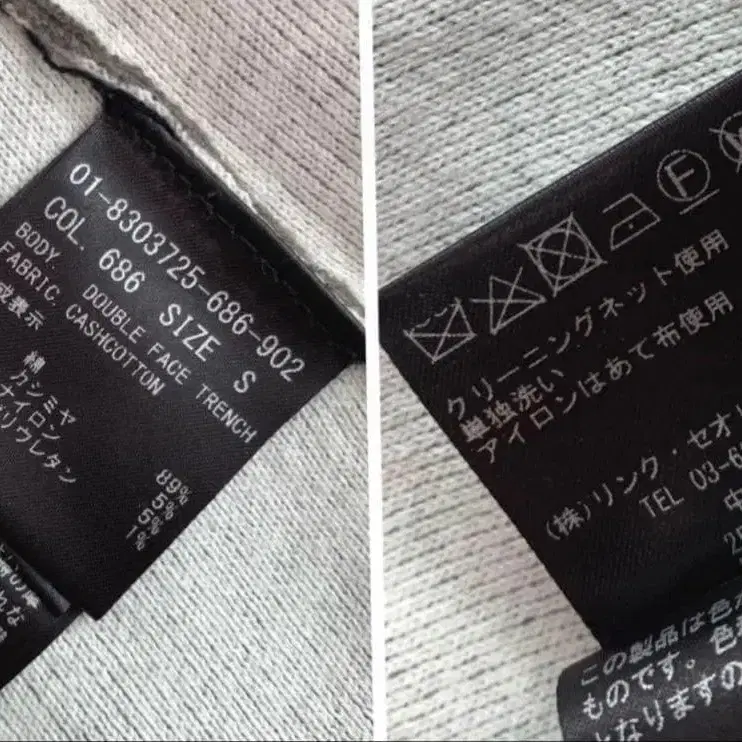 01-8303725-686-902
COL. 686 SIZE S
BODY. DOUBLE FACE TRENCH
FABRIC. CASHCOTTON
成表示
綿 89%
カシミヤ 5%
ナイロン 5%
リウレタン 1%
F
クリーニングネット使用
単独洗い
アイロンはあて布使用
(株)リンク・セオリ
TEL 03-6
この製品は色
ものです。色
となりますの